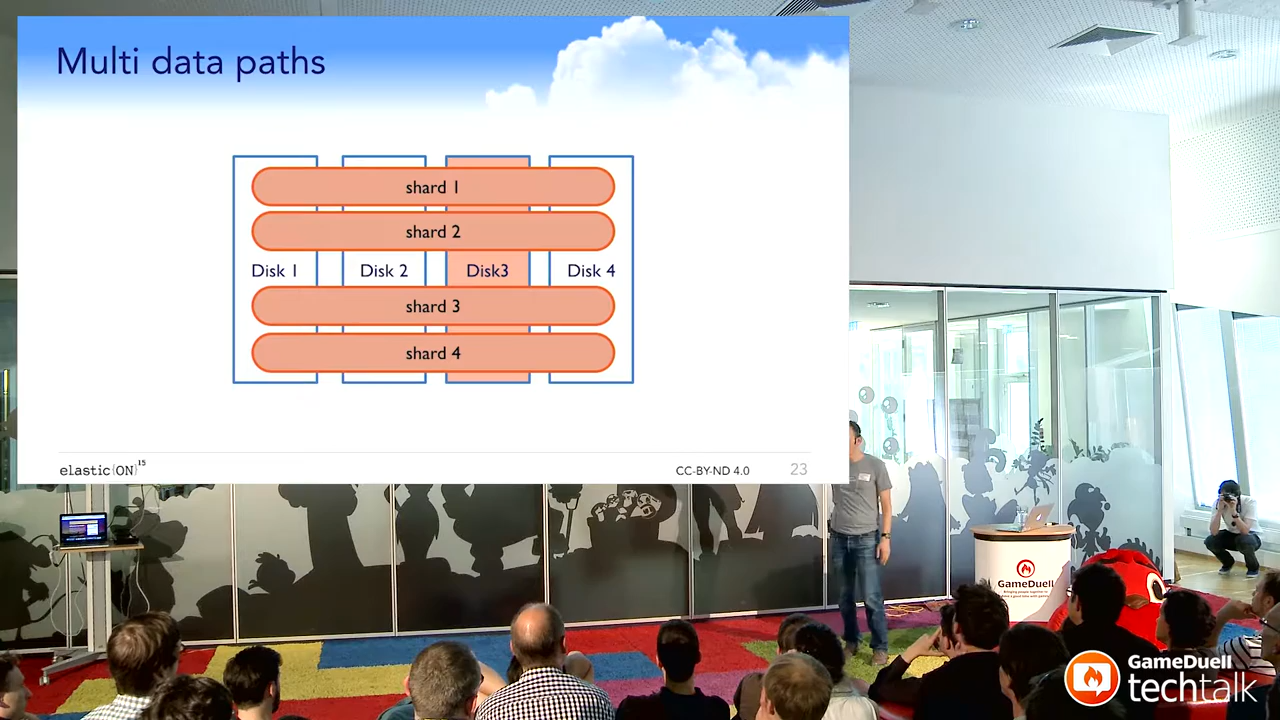 Multi data paths
shard 1
shard 2
Disk 1
Disk 2
Disk3
Disk 4
shard 3
shard 4
elastic{ON}15
CC-BY-ND 4.0
23
GameDuell
GameDuell
techtalk